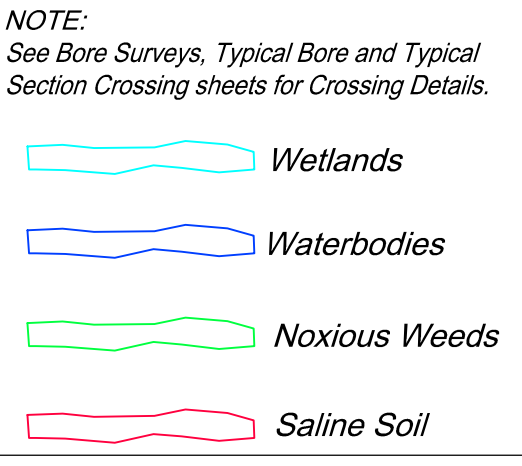 NOTE:
See Bore Surveys, Typical Bore and Typical
Section Crossing sheets for Crossing Details.
Wetlands
Waterbodies
Noxious Weeds
Saline Soil